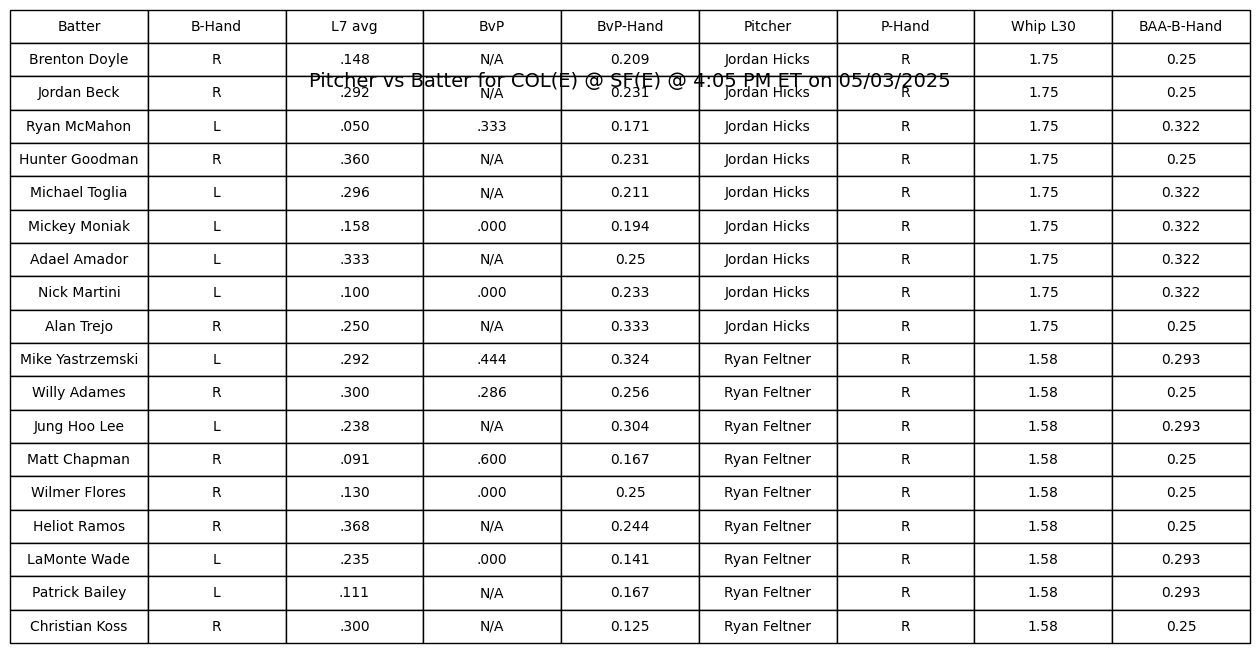 Batter B-Hand L7 avg BvP BvP-Hand Pitcher P-Hand Whip L30 BAA-B-Hand
Brenton Doyle R .148 N/A 0.209 Jordan Hicks R 1.75 0.25
Pitcher vs Batter for COL(E) @ SF(E) @ 4:05 PM ET on 05/03/2025
Jordan Beck R .292 N/A 0.231 Jordan Hicks R 1.75 0.25
Ryan McMahon L .050 .333 0.171 Jordan Hicks R 1.75 0.322
Hunter Goodman R .360 N/A 0.231 Jordan Hicks R 1.75 0.25
Michael Toglia L .296 N/A 0.211 Jordan Hicks R 1.75 0.322
Mickey Moniak L .158 .000 0.194 Jordan Hicks R 1.75 0.322
Adael Amador L .333 N/A 0.25 Jordan Hicks R 1.75 0.322
Nick Martini L .100 .000 0.233 Jordan Hicks R 1.75 0.322
Alan Trejo R .250 N/A 0.333 Jordan Hicks R 1.75 0.25
Mike Yastrzemski L .292 .444 0.324 Ryan Feltner R 1.58 0.293
Willy Adames R .300 .286 0.256 Ryan Feltner R 1.58 0.25
Jung Hoo Lee L .238 N/A 0.304 Ryan Feltner R 1.58 0.293
Matt Chapman R .091 .600 0.167 Ryan Feltner R 1.58 0.25
Wilmer Flores R .130 .000 0.25 Ryan Feltner R 1.58 0.25
Heliot Ramos R .368 N/A 0.244 Ryan Feltner R 1.58 0.25
LaMonte Wade L .235 .000 0.141 Ryan Feltner R 1.58 0.293
Patrick Bailey L .111 N/A 0.167 Ryan Feltner R 1.58 0.293
Christian Koss R .300 N/A 0.125 Ryan Feltner R 1.58 0.25